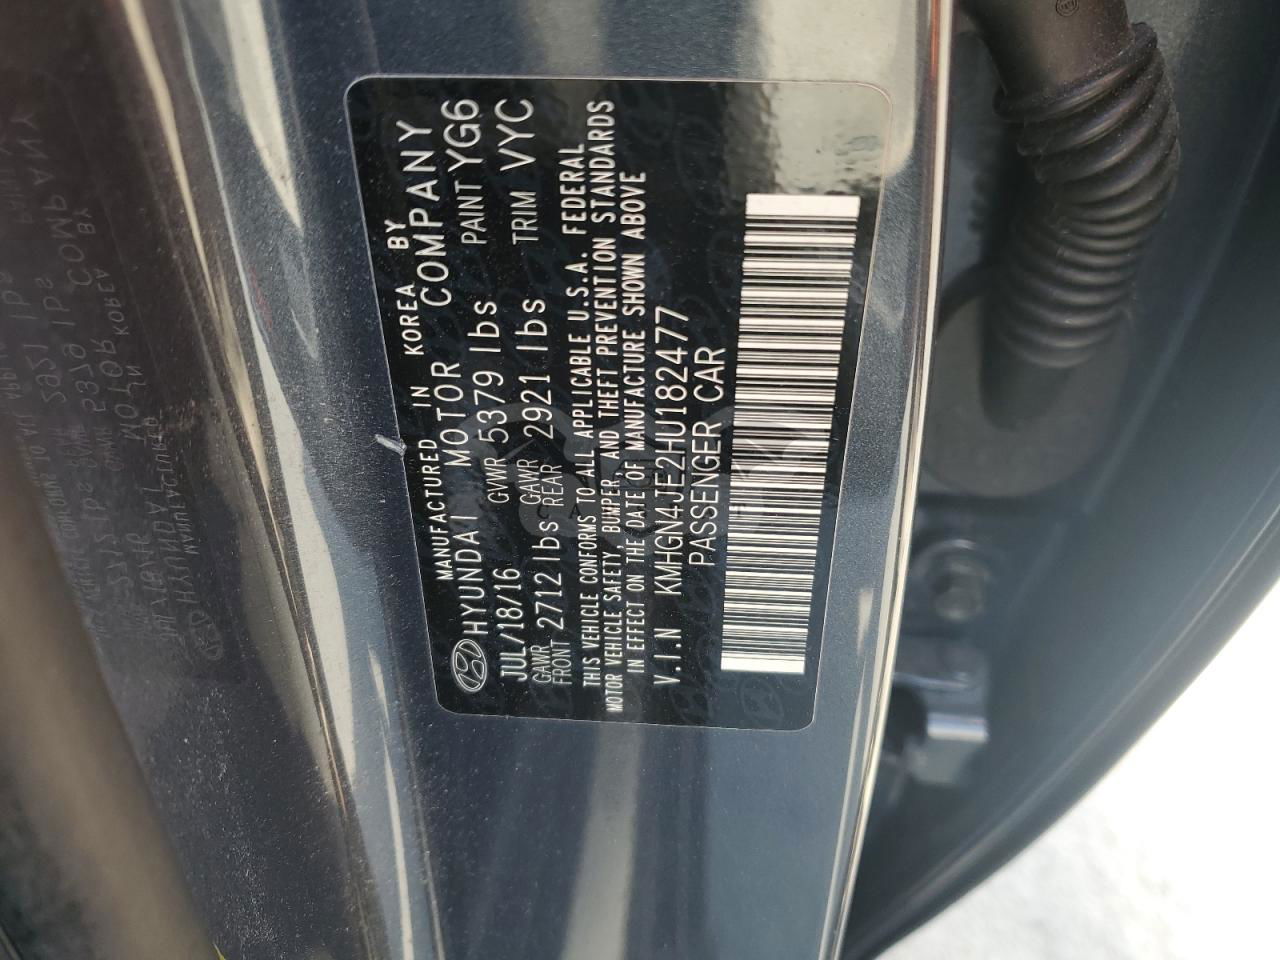 MANUFACTURED IN KOREA BY
HYUNDAI MOTOR COMPANY
JUL/18/16 GVWR 5379 lbs PAINT YG6
GAWR FRONT 2712 lbs GAWR REAR 2921 lbs TRIM VYC
THIS VEHICLE CONFORMS TO ALL APPLICABLE U.S.A. FEDERAL
MOTOR VEHICLE SAFETY, BUMPER, AND THEFT PREVENTION STANDARDS
IN EFFECT ON THE DATE OF MANUFACTURE SHOWN ABOVE
V.I.N KMHGN4JE2HU182477
PASSENGER CAR